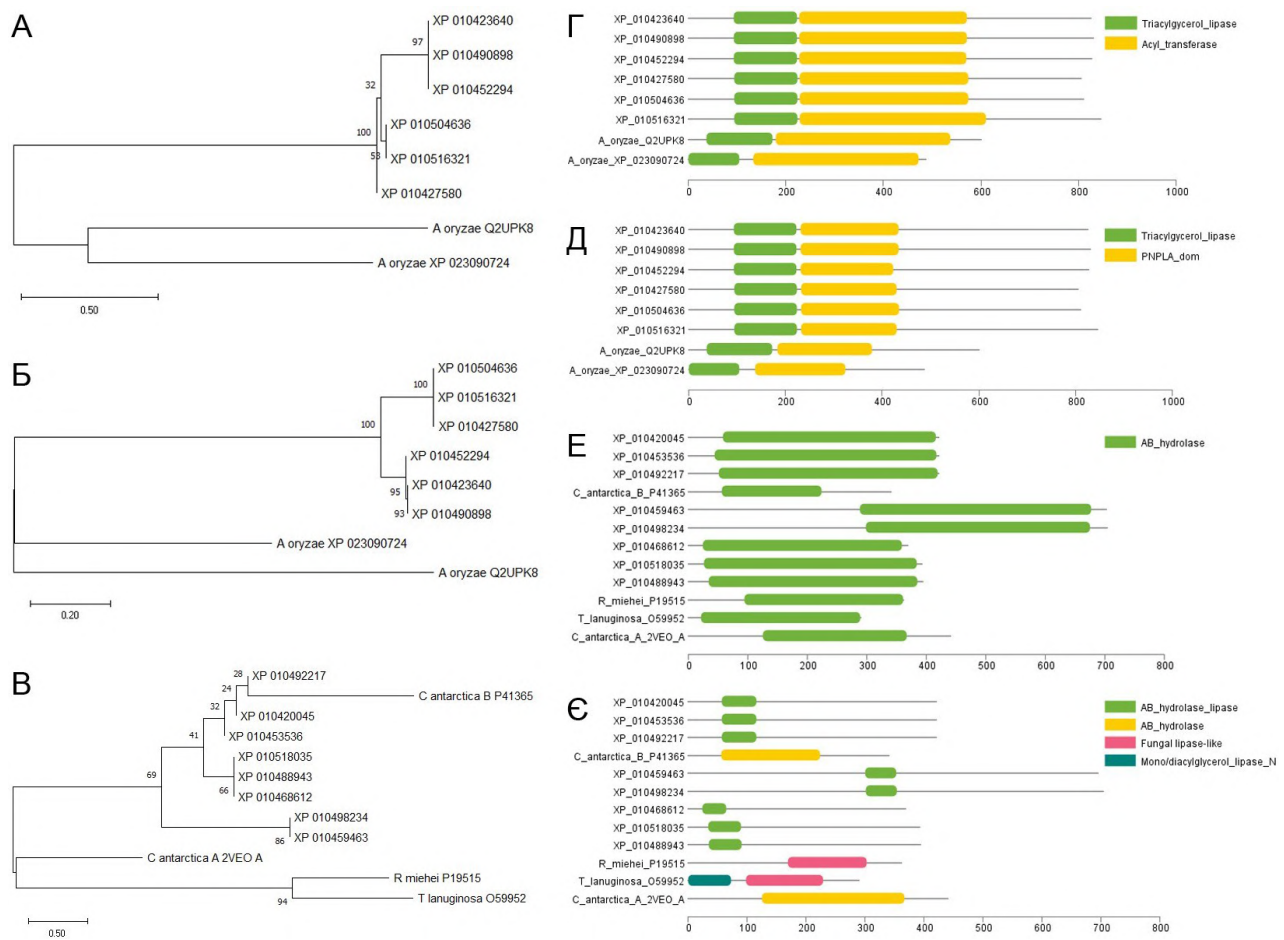 А
XP 010423640
97
XP 010490898
32
XP 010452294
XP 010504636
100
53
XP 010516321
XP 010427580
A oryzae Q2UPK8
A oryzae XP 023090724
0.50
Б
XP 010504636
100
XP 010516321
100
XP 010427580
XP 010452294
95
XP 010423640
93
XP 010490898
A oryzae XP 023090724
A oryzae Q2UPK8
0.20
В
28
XP 010492217
24
C antarctica B P41365
32
XP 010420045
41
XP 010453536
XP 010518035
69
XP 010488943
66
XP 010468612
XP 010498234
86
XP 010459463
C antarctica A 2VEO A
R miehei P19515
94
T lanuginosa O59952
0.50
Г
XP_010423640
XP_010490898
XP_010452294
XP_010427580
XP_010504636
XP_010516321
A_oryzae_Q2UPK8
A_oryzae_XP_023090724
0 200 400 600 800 1000
Triacylgycerol_lipase
Acyl_transferase
Д
XP_010423640
XP_010490898
XP_010452294
XP_010427580
XP_010504636
XP_010516321
A_oryzae_Q2UPK8
A_oryzae_XP_023090724
0 200 400 600 800 1000
Triacylgycerol_lipase
PNPLA_dom
Е
XP_010420045
XP_010453536
XP_010492217
C_antarctica_B_P41365
XP_010459463
XP_010498234
XP_010468612
XP_010518035
XP_010488943
R_miehei_P19515
T_lanuginosa_O59952
C_antarctica_A_2VEO_A
0 100 200 300 400 500 600 700 800
AB_hydrolase
Є
XP_010420045
XP_010453536
XP_010492217
C_antarctica_B_P41365
XP_010459463
XP_010498234
XP_010468612
XP_010518035
XP_010488943
R_miehei_P19515
T_lanuginosa_O59952
C_antarctica_A_2VEO_A
0 100 200 300 400 500 600 700 800
AB_hydrolase_lipase
AB_hydrolase
Fungal lipase-like
Mono/diacylglycerol_lipase_N